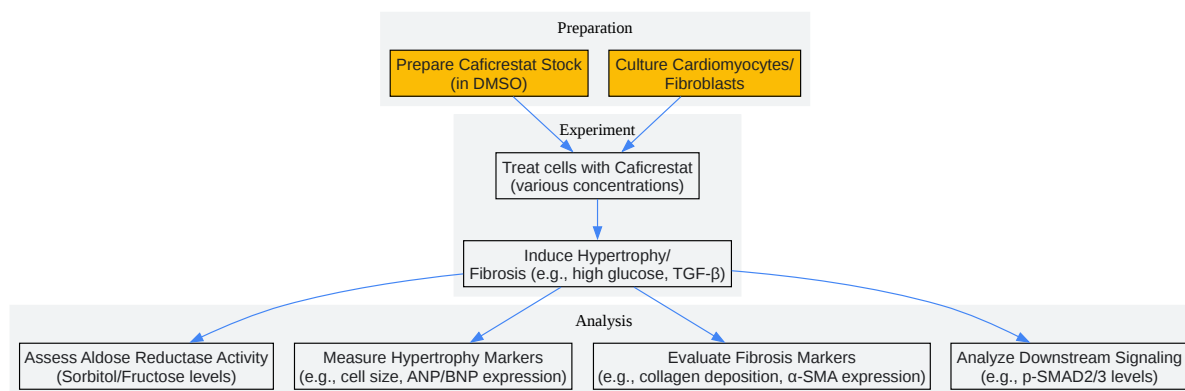 Preparation
Prepare Caficrestat Stock
(in DMSO)
Culture Cardiomyocytes/
Fibroblasts
Experiment
Treat cells with Caficrestat
(various concentrations)
Induce Hypertrophy/
Fibrosis (e.g., high glucose, TGF-β)
Analysis
Assess Aldose Reductase Activity
(Sorbitol/Fructose levels)
Measure Hypertrophy Markers
(e.g., cell size, ANP/BNP expression)
Evaluate Fibrosis Markers
(e.g., collagen deposition, α-SMA expression)
Analyze Downstream Signaling
(e.g., p-SMAD2/3 levels)